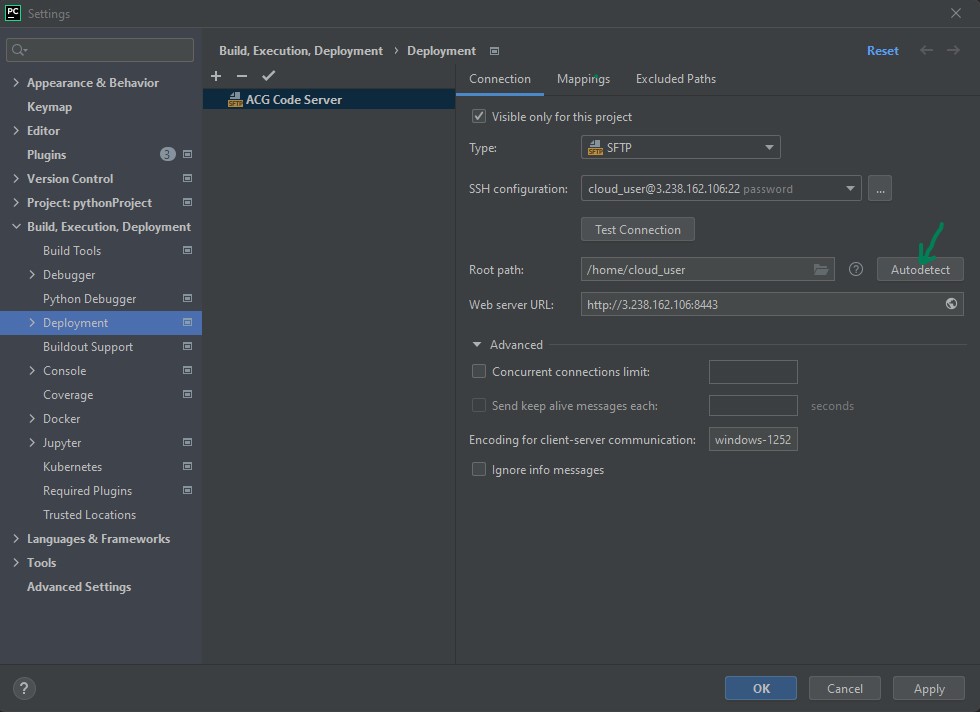 PC Settings
Build, Execution, Deployment › Deployment
Reset
Appearance & Behavior
Keymap
Editor
Plugins 3
Version Control
Project: pythonProject
Build, Execution, Deployment
Build Tools
Debugger
Python Debugger
Deployment
Buildout Support
Console
Coverage
Docker
Jupyter
Kubernetes
Required Plugins
Trusted Locations
Languages & Frameworks
Tools
Advanced Settings
SFTP ACG Code Server
Connection Mappings Excluded Paths
Visible only for this project
Type: SFTP SFTP
SSH configuration: cloud_user@3.238.162.106:22 password ...
Test Connection
Root path: /home/cloud_user ? Autodetect
Web server URL: http://3.238.162.106:8443
Advanced
Concurrent connections limit:
Send keep alive messages each: seconds
Encoding for client-server communication: windows-1252
Ignore info messages
? OK Cancel Apply